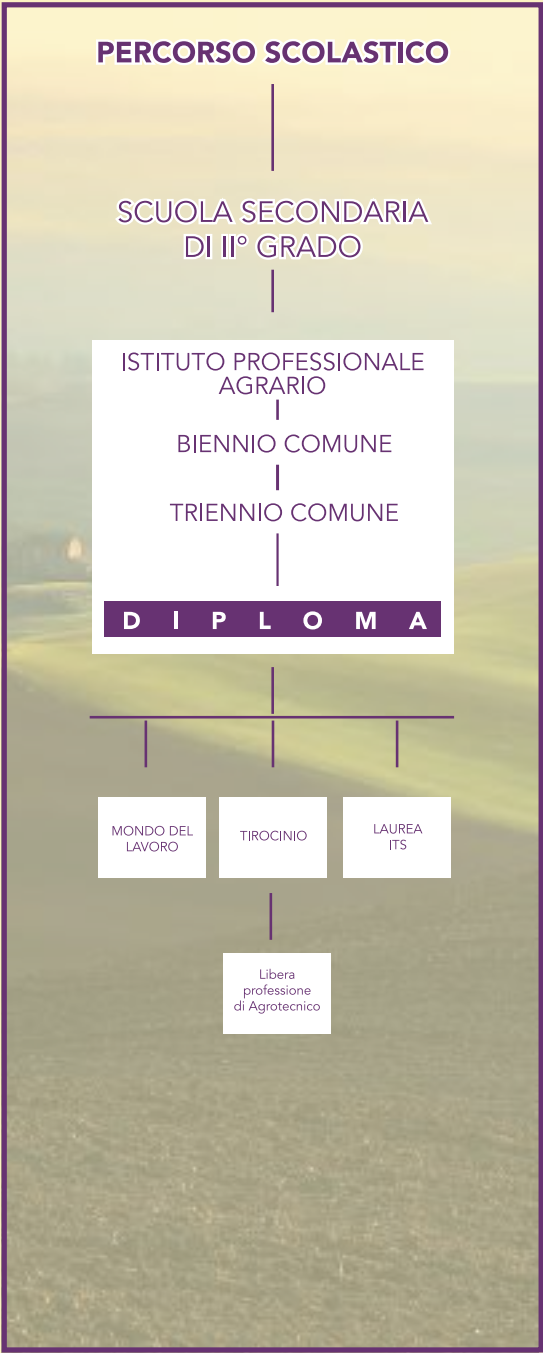 PERCORSO SCOLASTICO
SCUOLA SECONDARIA
DI II° GRADO
ISTITUTO PROFESSIONALE
AGRARIO
BIENNIO COMUNE
TRIENNIO COMUNE
DIPLOMA
MONDO DEL
LAVORO
TIROCINIO
LAUREA
ITS
Libera
professione
di Agrotecnico